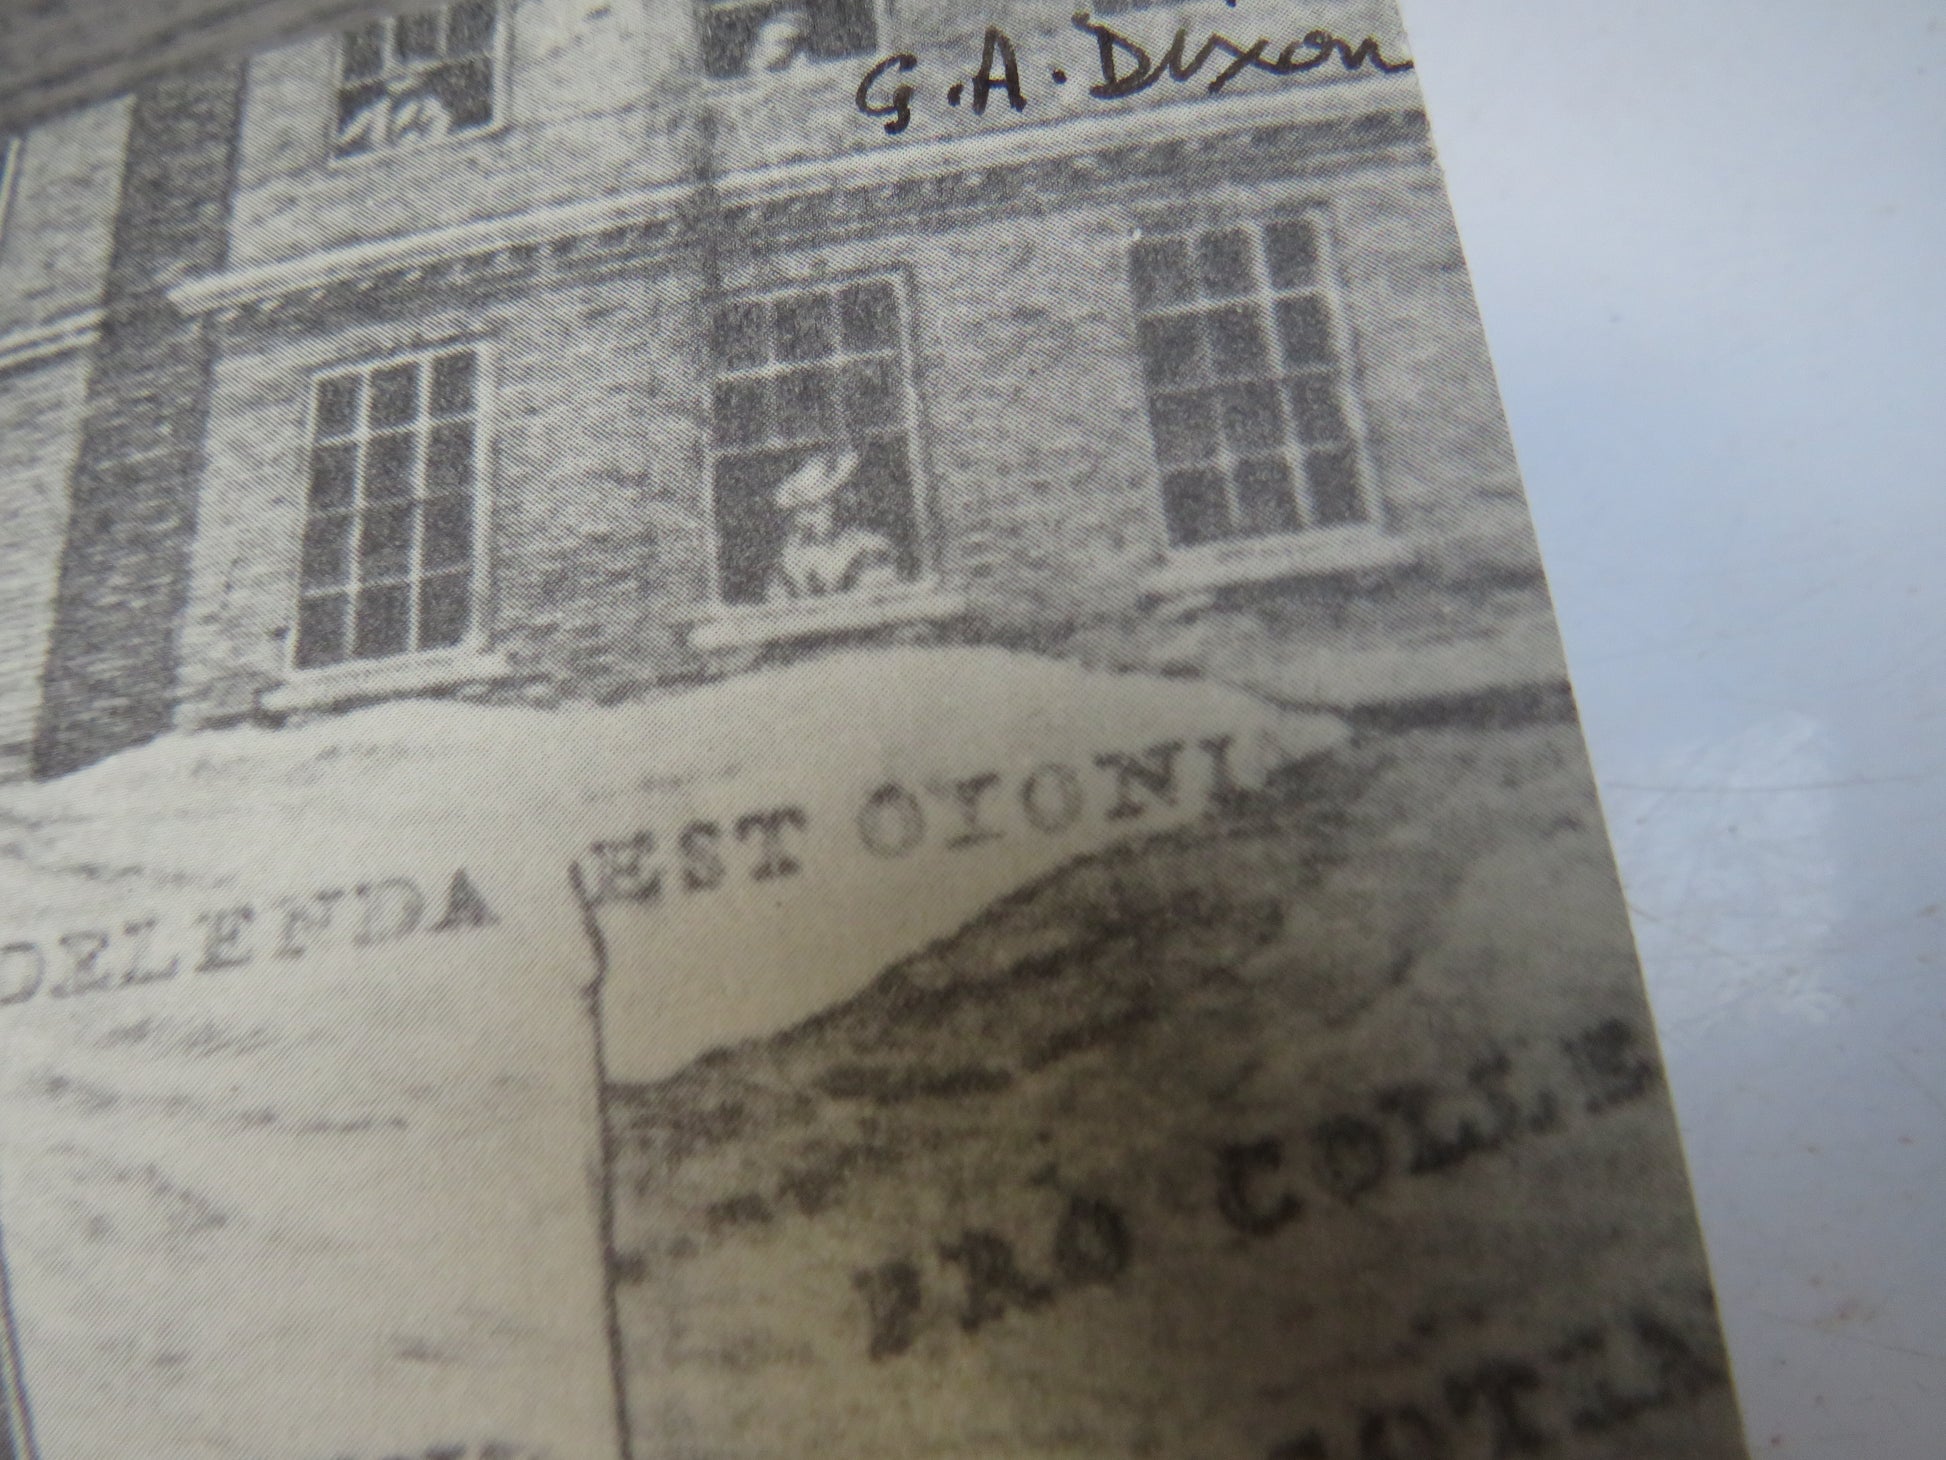 G.A. Dixon
DELENDA EST OXONI
PRO COLLE